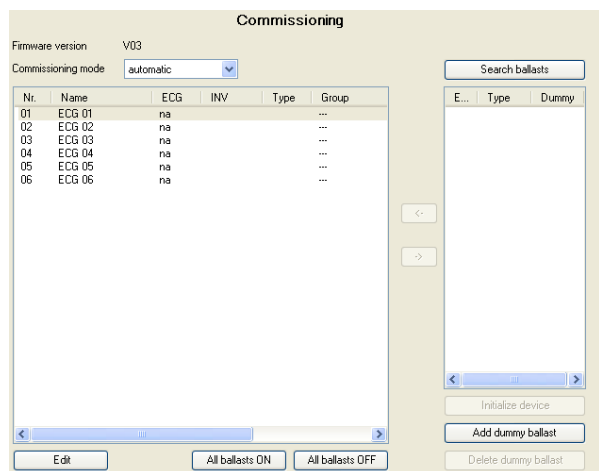 Commissioning
Firmware version V03
Commissioning mode automatic
Search ballasts
Nr. Name ECG INV Type Group
01 ECG 01 na ---
02 ECG 02 na ---
03 ECG 03 na ---
04 ECG 04 na ---
05 ECG 05 na ---
06 ECG 06 na ---
E... Type Dummy
<-
->
Initialize device
Add dummy ballast
Delete dummy ballast
Edit All ballasts ON All ballasts OFF